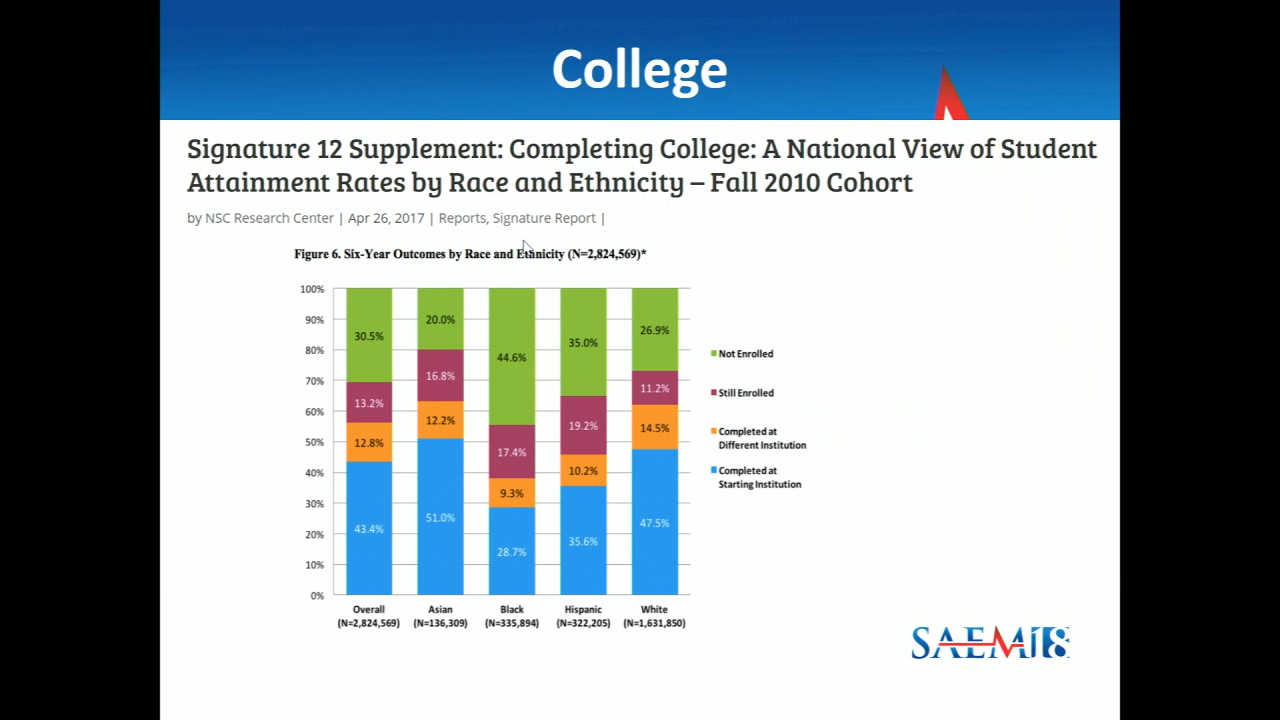 College
Signature 12 Supplement: Completing College: A National View of Student
Attainment Rates by Race and Ethnicity – Fall 2010 Cohort
by NSC Research Center | Apr 26, 2017 | Reports, Signature Report |
Figure 6. Six-Year Outcomes by Race and Ethnicity (N=2,824,569)*
100%
90%
80%
70%
60%
50%
40%
30%
20%
10%
0%
30.5%
13.2%
12.8%
43.4%
20.0%
16.8%
12.2%
51.0%
44.6%
17.4%
9.3%
28.7%
35.0%
19.2%
10.2%
35.6%
26.9%
11.2%
14.5%
47.5%
Overall
(N=2,824,569)
Asian
(N=136,309)
Black
(N=335,894)
Hispanic
(N=322,205)
White
(N=1,631,850)
Not Enrolled
Still Enrolled
Completed at
Different Institution
Completed at
Starting Institution
SAEM18